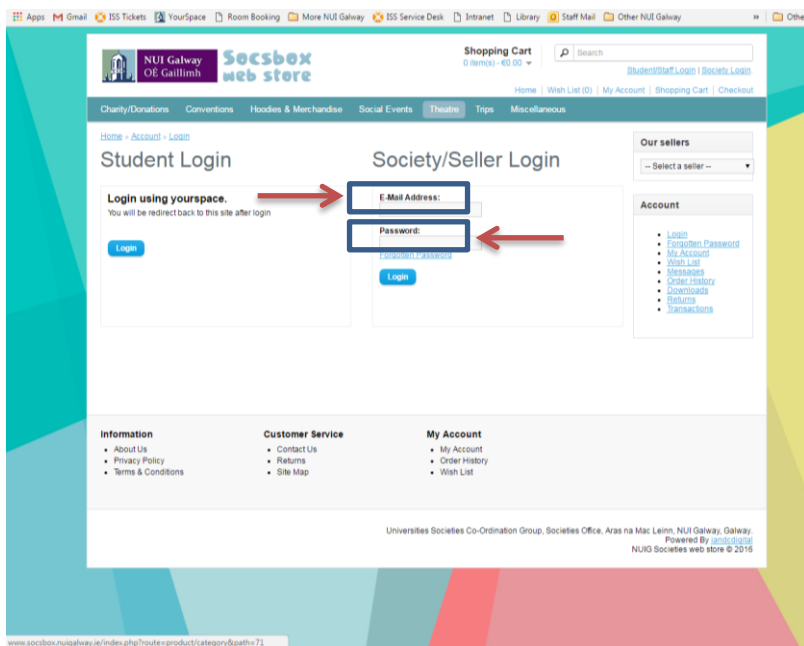 Apps Gmail ISS Tickets YourSpace Room Booking More NUI Galway ISS Service Desk Intranet Library Staff Mail Other NUI Galway » Othe
NUI Galway
OÉ Gaillimh
Socsbox
web store
Shopping Cart
0 item(s) - €0.00
Search
Student/Staff Login | Society Login
Home | Wish List (0) | My Account | Shopping Cart | Checkout
Charity/Donations Conventions Hoodies & Merchandise Social Events Theatre Trips Miscellaneous
Home » Account » Login
Student Login
Login using yourspace.
You will be redirect back to this site after login
Login
Society/Seller Login
E-Mail Address:
Password:
Forgotten Password
Login
Our sellers
-- Select a seller --
Account
Login
Forgotten Password
My Account
Wish List
Messages
Order History
Downloads
Returns
Transactions
Information
About Us
Privacy Policy
Terms & Conditions
Customer Service
Contact Us
Returns
Site Map
My Account
My Account
Order History
Wish List
Universities Societies Co-Ordination Group, Societies Office, Aras na Mac Leinn, NUI Galway, Galway.
Powered By jandcdigital
NUIG Societies web store © 2016
www.socsbox.nuigalway.ie/index.php?route=product/category&path=71